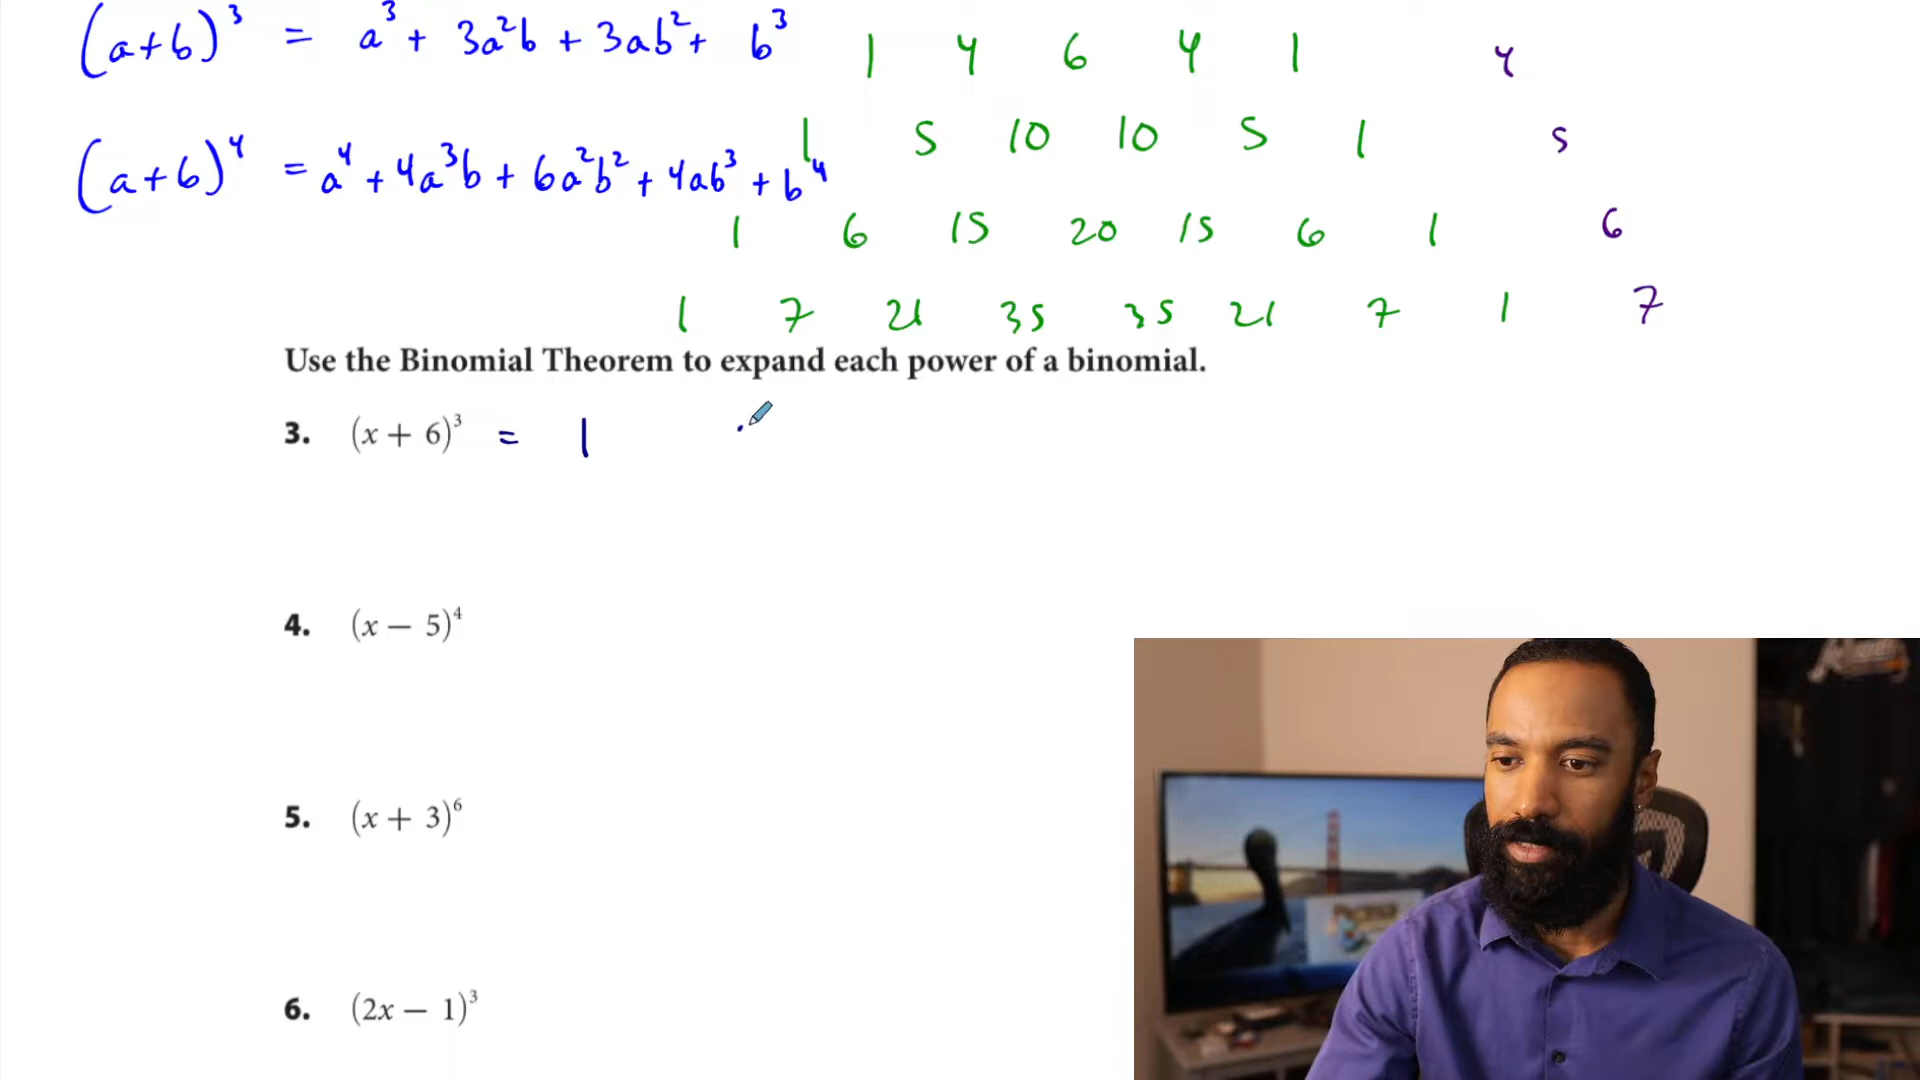 (a+b)³ = a³ + 3a²b + 3ab² + b³
1 4 6 4 1 4
1 5 10 10 5 1 5
(a+b)⁴ = a⁴ + 4a³b + 6a²b² + 4ab³ + b⁴
1 6 15 20 15 6 1 6
1 7 21 35 35 21 7 1 7
Use the Binomial Theorem to expand each power of a binomial.
3. (x + 6)³ = 1
4. (x − 5)⁴
5. (x + 3)⁶
6. (2x − 1)³